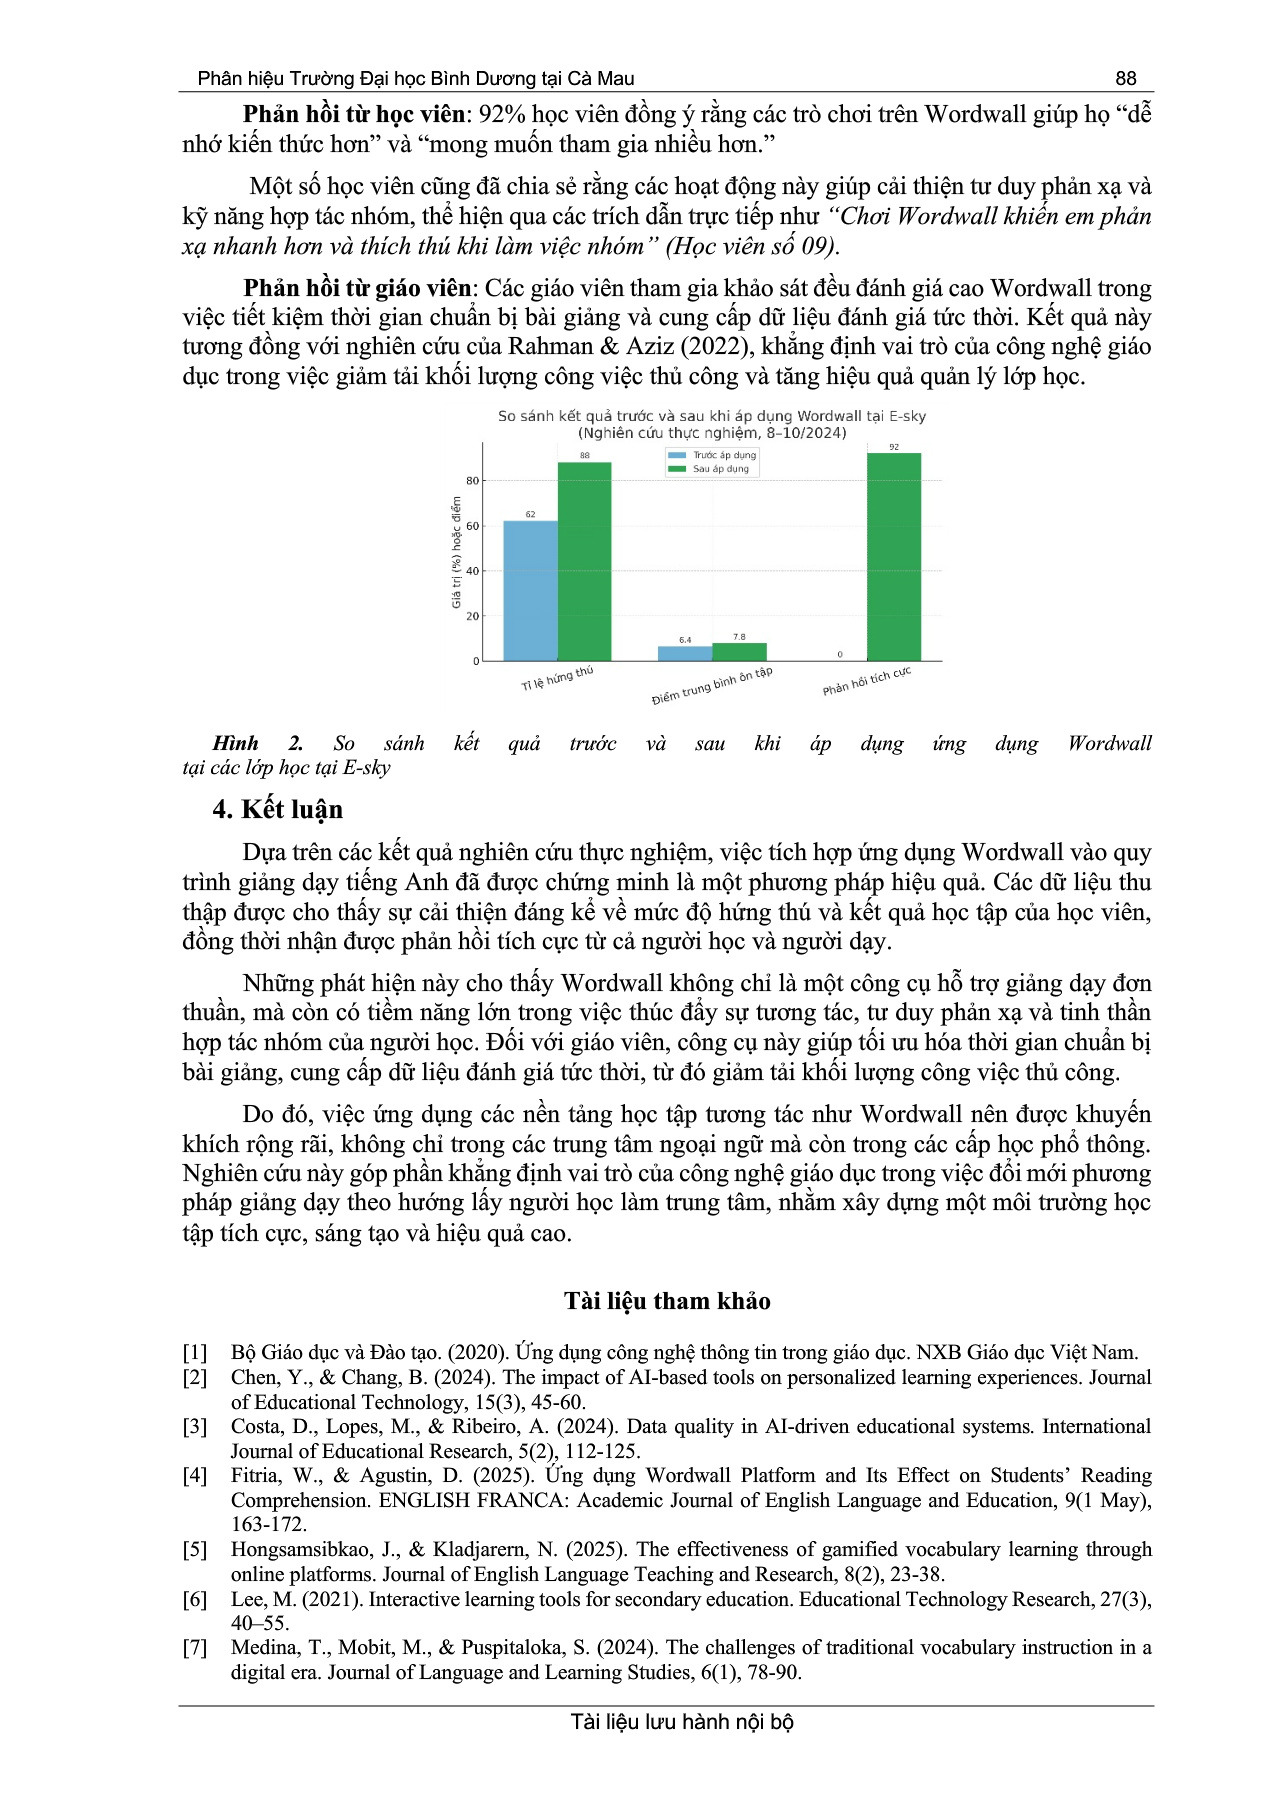 Phân hiệu Trường Đại học Bình Dương tại Cà Mau 88
Phản hồi từ học viên: 92% học viên đồng ý rằng các trò chơi trên Wordwall giúp họ “dễ
nhớ kiến thức hơn” và “mong muốn tham gia nhiều hơn.”
Một số học viên cũng đã chia sẻ rằng các hoạt động này giúp cải thiện tư duy phản xạ và
kỹ năng hợp tác nhóm, thể hiện qua các trích dẫn trực tiếp như “Chơi Wordwall khiến em phản
xạ nhanh hơn và thích thú khi làm việc nhóm” (Học viên số 09).
Phản hồi từ giáo viên: Các giáo viên tham gia khảo sát đều đánh giá cao Wordwall trong
việc tiết kiệm thời gian chuẩn bị bài giảng và cung cấp dữ liệu đánh giá tức thời. Kết quả này
tương đồng với nghiên cứu của Rahman & Aziz (2022), khẳng định vai trò của công nghệ giáo
dục trong việc giảm tải khối lượng công việc thủ công và tăng hiệu quả quản lý lớp học.
So sánh kết quả trước và sau khi áp dụng Wordwall tại E-sky
(Nghiên cứu thực nghiệm, 8–10/2024)
Trước áp dụng
Sau áp dụng
Giá trị (%) hoặc điểm
80
60
40
20
0
62
88
6.4
7.8
0
92
Tỉ lệ hứng thú
Điểm trung bình ôn tập
Phản hồi tích cực
Hình 2. So sánh kết quả trước và sau khi áp dụng ứng dụng Wordwall
tại các lớp học tại E-sky
4. Kết luận
Dựa trên các kết quả nghiên cứu thực nghiệm, việc tích hợp ứng dụng Wordwall vào quy
trình giảng dạy tiếng Anh đã được chứng minh là một phương pháp hiệu quả. Các dữ liệu thu
thập được cho thấy sự cải thiện đáng kể về mức độ hứng thú và kết quả học tập của học viên,
đồng thời nhận được phản hồi tích cực từ cả người học và người dạy.
Những phát hiện này cho thấy Wordwall không chỉ là một công cụ hỗ trợ giảng dạy đơn
thuần, mà còn có tiềm năng lớn trong việc thúc đẩy sự tương tác, tư duy phản xạ và tinh thần
hợp tác nhóm của người học. Đối với giáo viên, công cụ này giúp tối ưu hóa thời gian chuẩn bị
bài giảng, cung cấp dữ liệu đánh giá tức thời, từ đó giảm tải khối lượng công việc thủ công.
Do đó, việc ứng dụng các nền tảng học tập tương tác như Wordwall nên được khuyến
khích rộng rãi, không chỉ trong các trung tâm ngoại ngữ mà còn trong các cấp học phổ thông.
Nghiên cứu này góp phần khẳng định vai trò của công nghệ giáo dục trong việc đổi mới phương
pháp giảng dạy theo hướng lấy người học làm trung tâm, nhằm xây dựng một môi trường học
tập tích cực, sáng tạo và hiệu quả cao.
Tài liệu tham khảo
[1] Bộ Giáo dục và Đào tạo. (2020). Ứng dụng công nghệ thông tin trong giáo dục. NXB Giáo dục Việt Nam.
[2] Chen, Y., & Chang, B. (2024). The impact of AI-based tools on personalized learning experiences. Journal
of Educational Technology, 15(3), 45-60.
[3] Costa, D., Lopes, M., & Ribeiro, A. (2024). Data quality in AI-driven educational systems. International
Journal of Educational Research, 5(2), 112-125.
[4] Fitria, W., & Agustin, D. (2025). Ứng dụng Wordwall Platform and Its Effect on Students’ Reading
Comprehension. ENGLISH FRANCA: Academic Journal of English Language and Education, 9(1 May),
163-172.
[5] Hongsamsibkao, J., & Kladjarern, N. (2025). The effectiveness of gamified vocabulary learning through
online platforms. Journal of English Language Teaching and Research, 8(2), 23-38.
[6] Lee, M. (2021). Interactive learning tools for secondary education. Educational Technology Research, 27(3),
40–55.
[7] Medina, T., Mobit, M., & Puspitaloka, S. (2024). The challenges of traditional vocabulary instruction in a
digital era. Journal of Language and Learning Studies, 6(1), 78-90.
Tài liệu lưu hành nội bộ